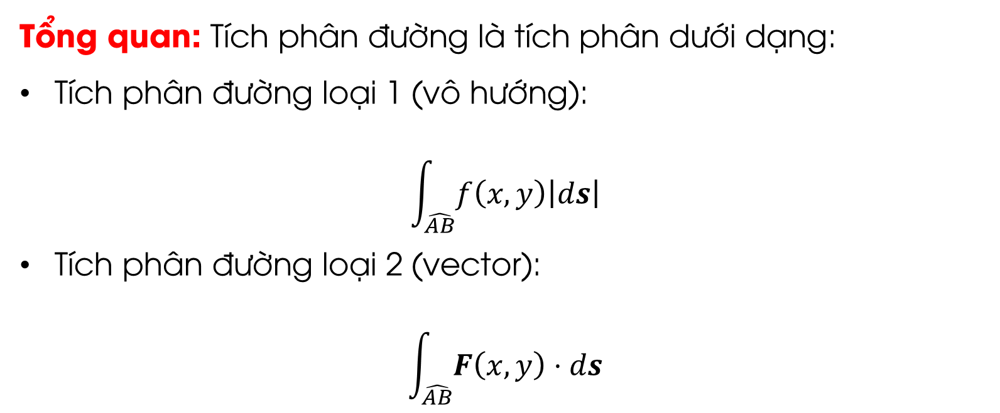 Tổng quan: Tích phân đường là tích phân dưới dạng:
• Tích phân đường loại 1 (vô hướng):
$\int_{\widehat{AB}} f(x, y)|d\boldsymbol{s}|$
• Tích phân đường loại 2 (vector):
$\int_{\widehat{AB}} \boldsymbol{F}(x, y) \cdot d\boldsymbol{s}$